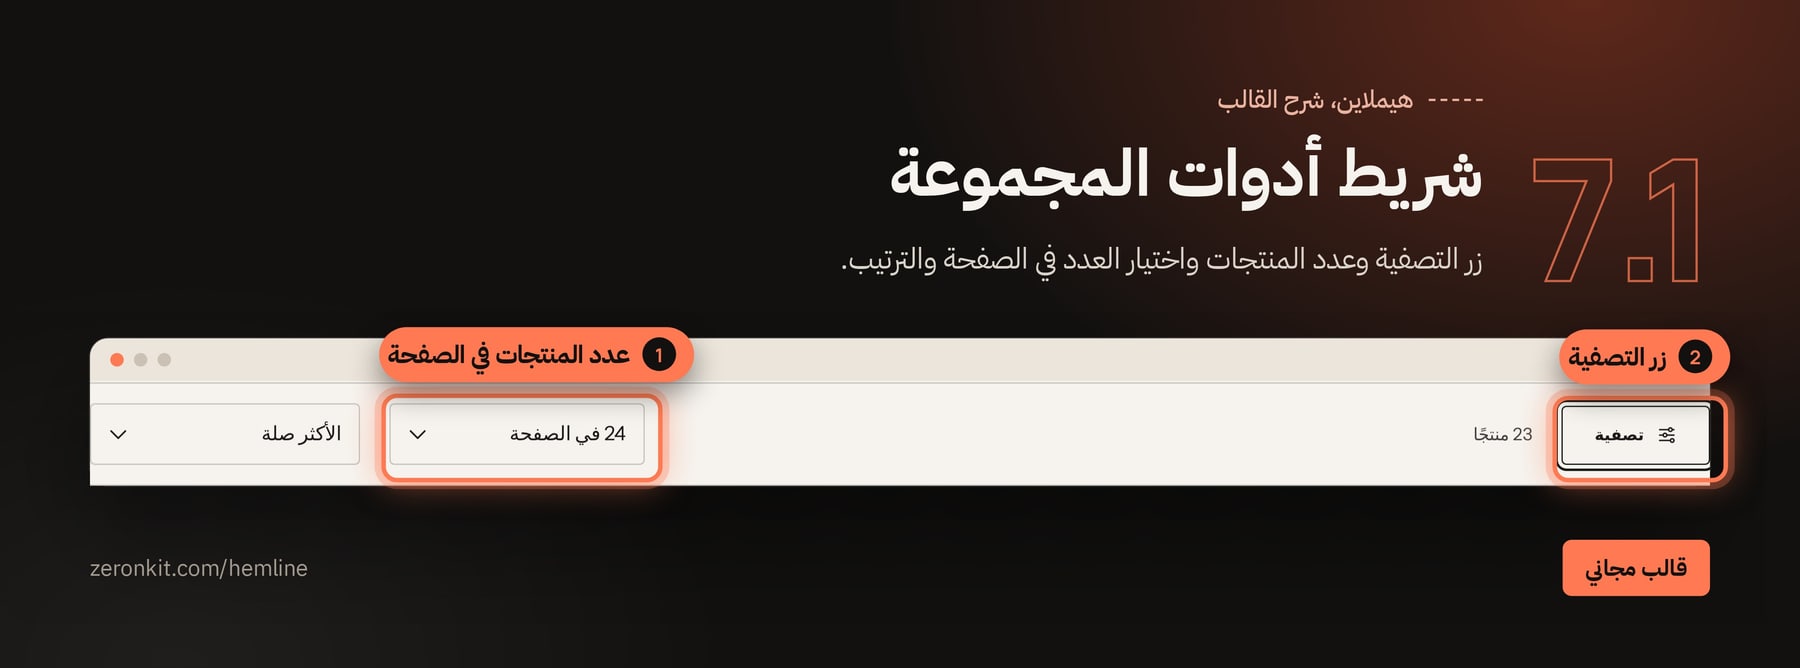 هيملاين، شرح القالب
7.1
شريط أدوات المجموعة
زر التصفية وعدد المنتجات واختيار العدد في الصفحة والترتيب.
2 زر التصفية
1 عدد المنتجات في الصفحة
تصفية
23 منتجًا
24 في الصفحة
الأكثر صلة
قالب مجاني
zeronkit.com/hemline